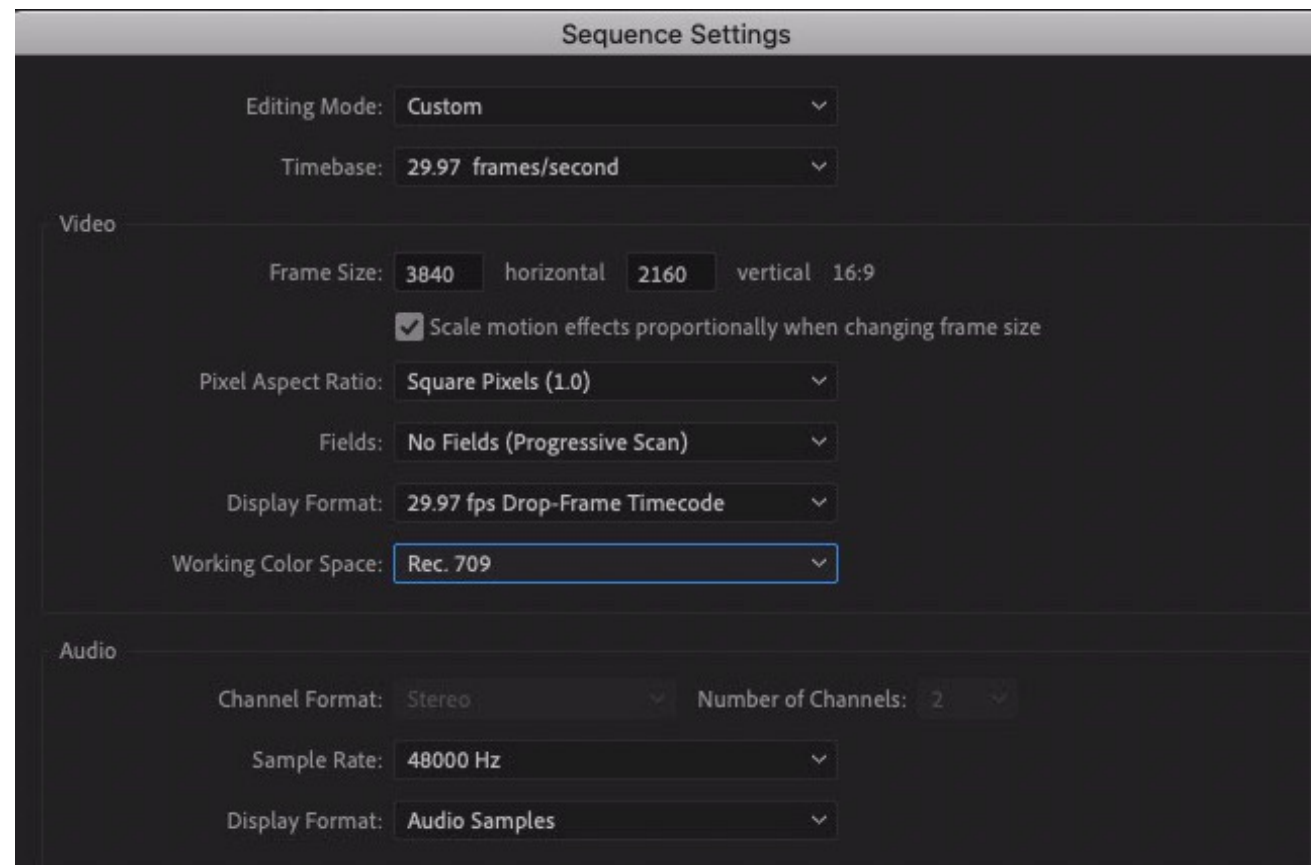 Sequence Settings
Editing Mode: Custom
Timebase: 29.97 frames/second
Video
Frame Size: 3840 horizontal 2160 vertical 16:9
Scale motion effects proportionally when changing frame size
Pixel Aspect Ratio: Square Pixels (1.0)
Fields: No Fields (Progressive Scan)
Display Format: 29.97 fps Drop-Frame Timecode
Working Color Space: Rec. 709
Audio
Channel Format: Stereo Number of Channels: 2
Sample Rate: 48000 Hz
Display Format: Audio Samples